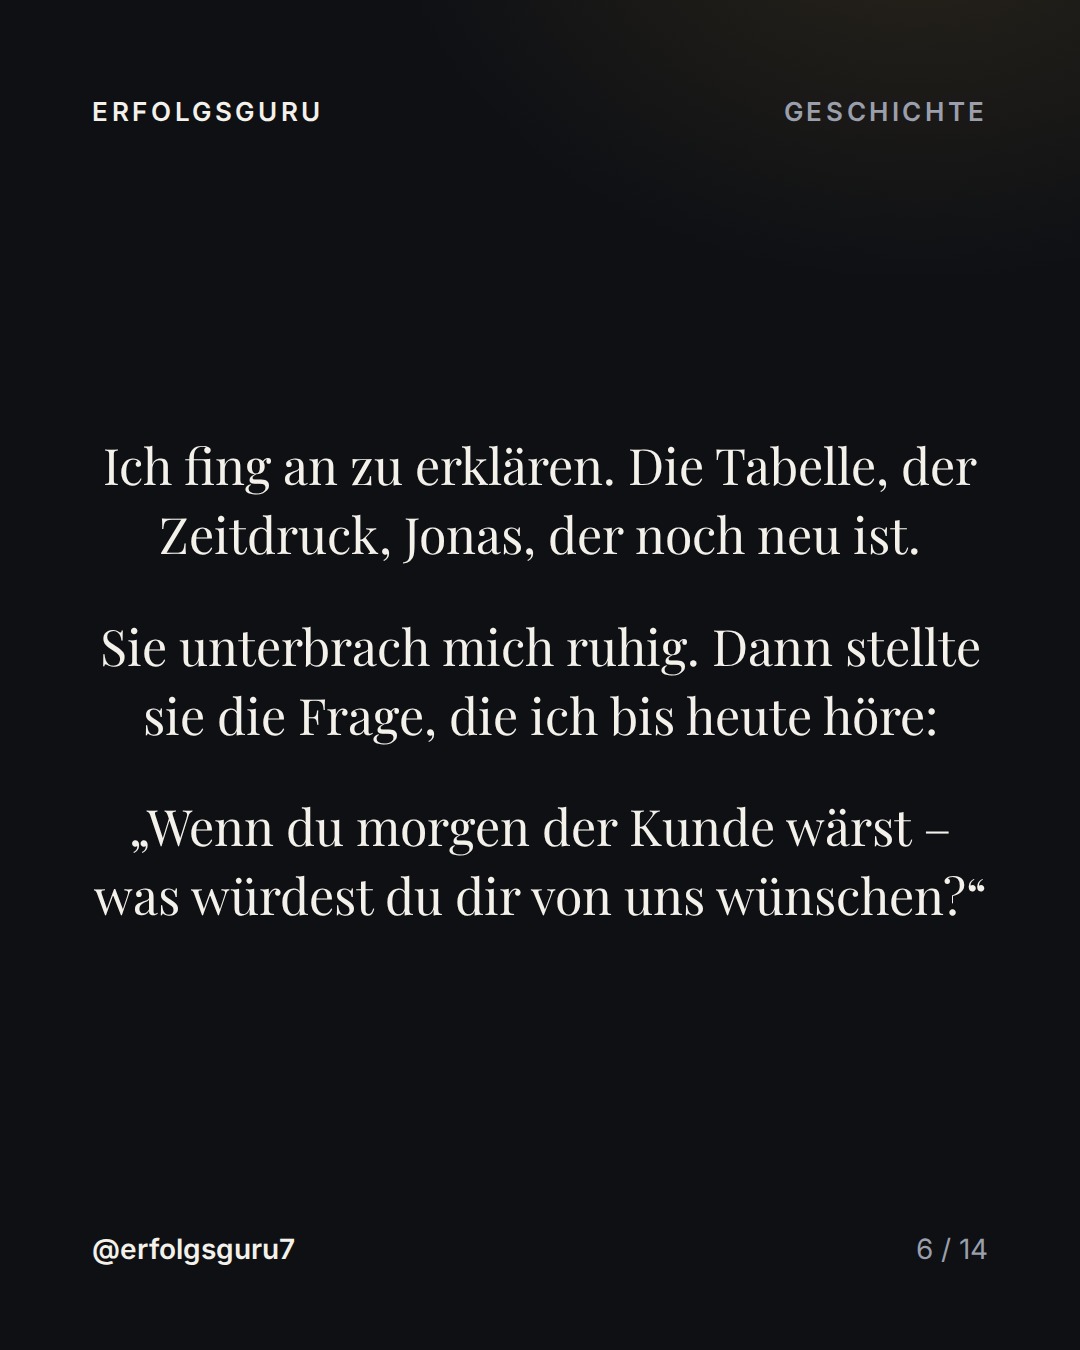 ERFOLGSGURU
GESCHICHTE
Ich fing an zu erklären. Die Tabelle, der
Zeitdruck, Jonas, der noch neu ist.
Sie unterbrach mich ruhig. Dann stellte
sie die Frage, die ich bis heute höre:
„Wenn du morgen der Kunde wärst –
was würdest du dir von uns wünschen?“
@erfolgsguru7
6 / 14